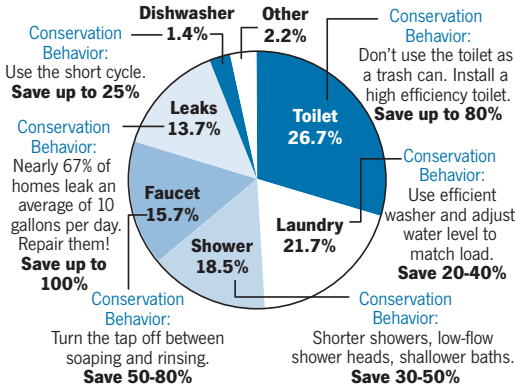 Dishwasher
1.4%
Other
2.2%
Conservation
Behavior:
Use the short cycle.
Save up to 25%
Conservation
Behavior:
Don’t use the toilet as
a trash can. Install a
high efficiency toilet.
Save up to 80%
Leaks
13.7%
Toilet
26.7%
Conservation
Behavior:
Nearly 67% of
homes leak an
average of 10
gallons per day.
Repair them!
Save up to
100%
Faucet
15.7%
Laundry
21.7%
Conservation
Behavior:
Use efficient
washer and adjust
water level to
match load.
Save 20-40%
Shower
18.5%
Conservation
Behavior:
Turn the tap off between
soaping and rinsing.
Save 50-80%
Conservation
Behavior:
Shorter showers, low-flow
shower heads, shallower baths.
Save 30-50%